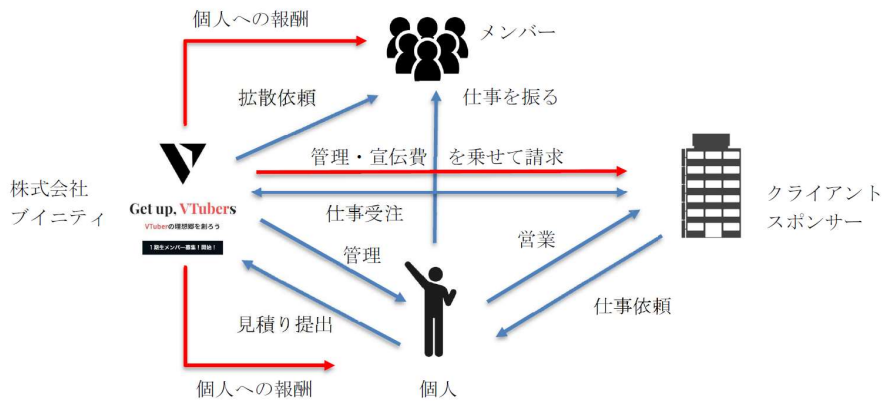 個人への報酬
メンバー
拡散依頼
仕事を振る
管理・宣伝費 を乗せて請求
株式会社
ブイニティ
Get up, VTubers
VTuberの理想郷を創ろう
1期生メンバー募集！開始！
仕事受注
クライアント
スポンサー
管理
営業
見積り提出
仕事依頼
個人への報酬
個人